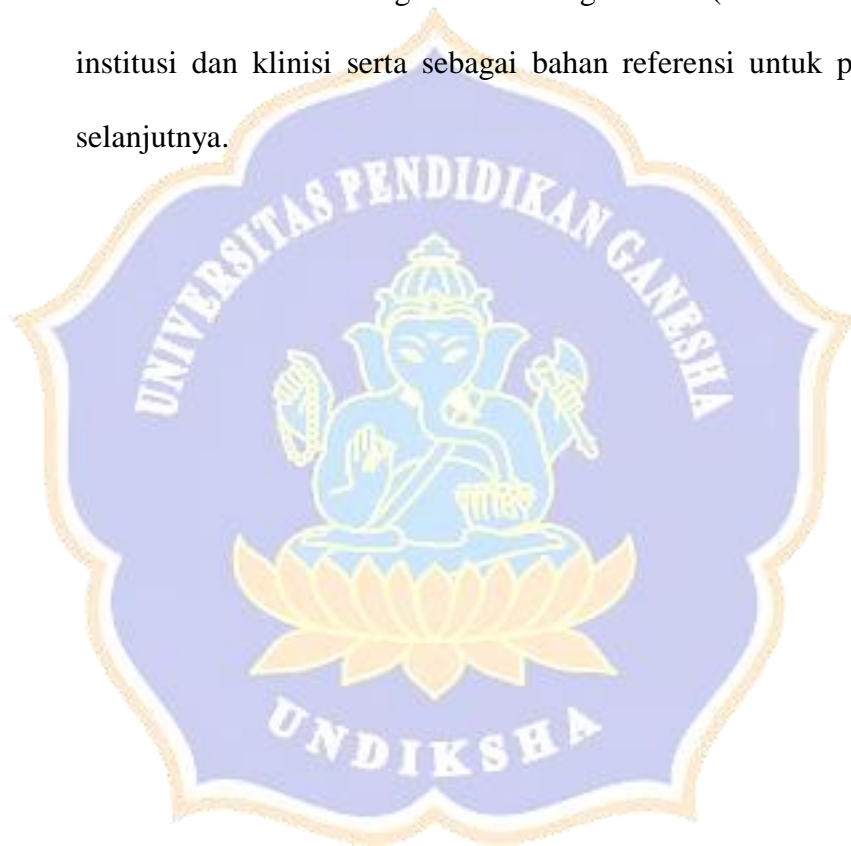 institusi dan klinisi serta sebagai bahan referensi untuk
selanjutnya.
UNIVERSITAS PENDIDIKAN GANESHA
UNDIKSHA